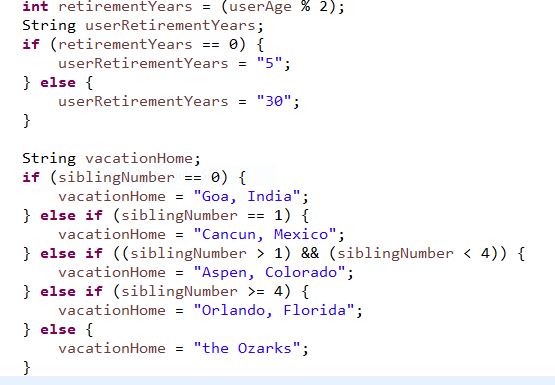 int retirementYears = (userAge % 2);
String userRetirementYears;
if (retirementYears == 0) {
    userRetirementYears = "5";
} else {
    userRetirementYears = "30";
}

String vacationHome;
if (siblingNumber == 0) {
    vacationHome = "Goa, India";
} else if (siblingNumber == 1) {
    vacationHome = "Cancun, Mexico";
} else if ((siblingNumber > 1) && (siblingNumber < 4)) {
    vacationHome = "Aspen, Colorado";
} else if (siblingNumber >= 4) {
    vacationHome = "Orlando, Florida";
} else {
    vacationHome = "the Ozarks";
}